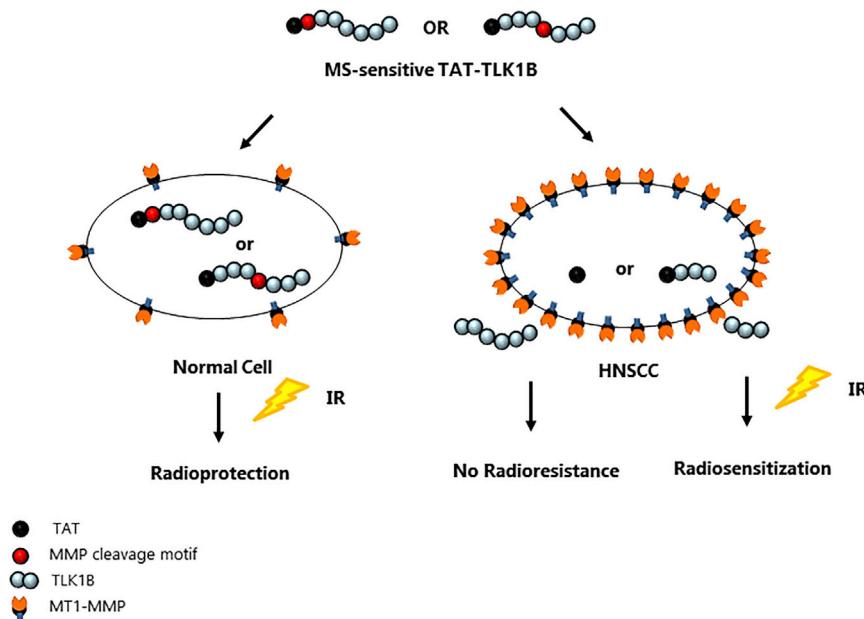 OR
MS-sensitive TAT-TLK1B
or
or
Normal Cell
HNSCC
IR
IR
Radioprotection
No Radioresistance
Radiosensitization
TAT
MMP cleavage motif
TLK1B
MT1-MMP